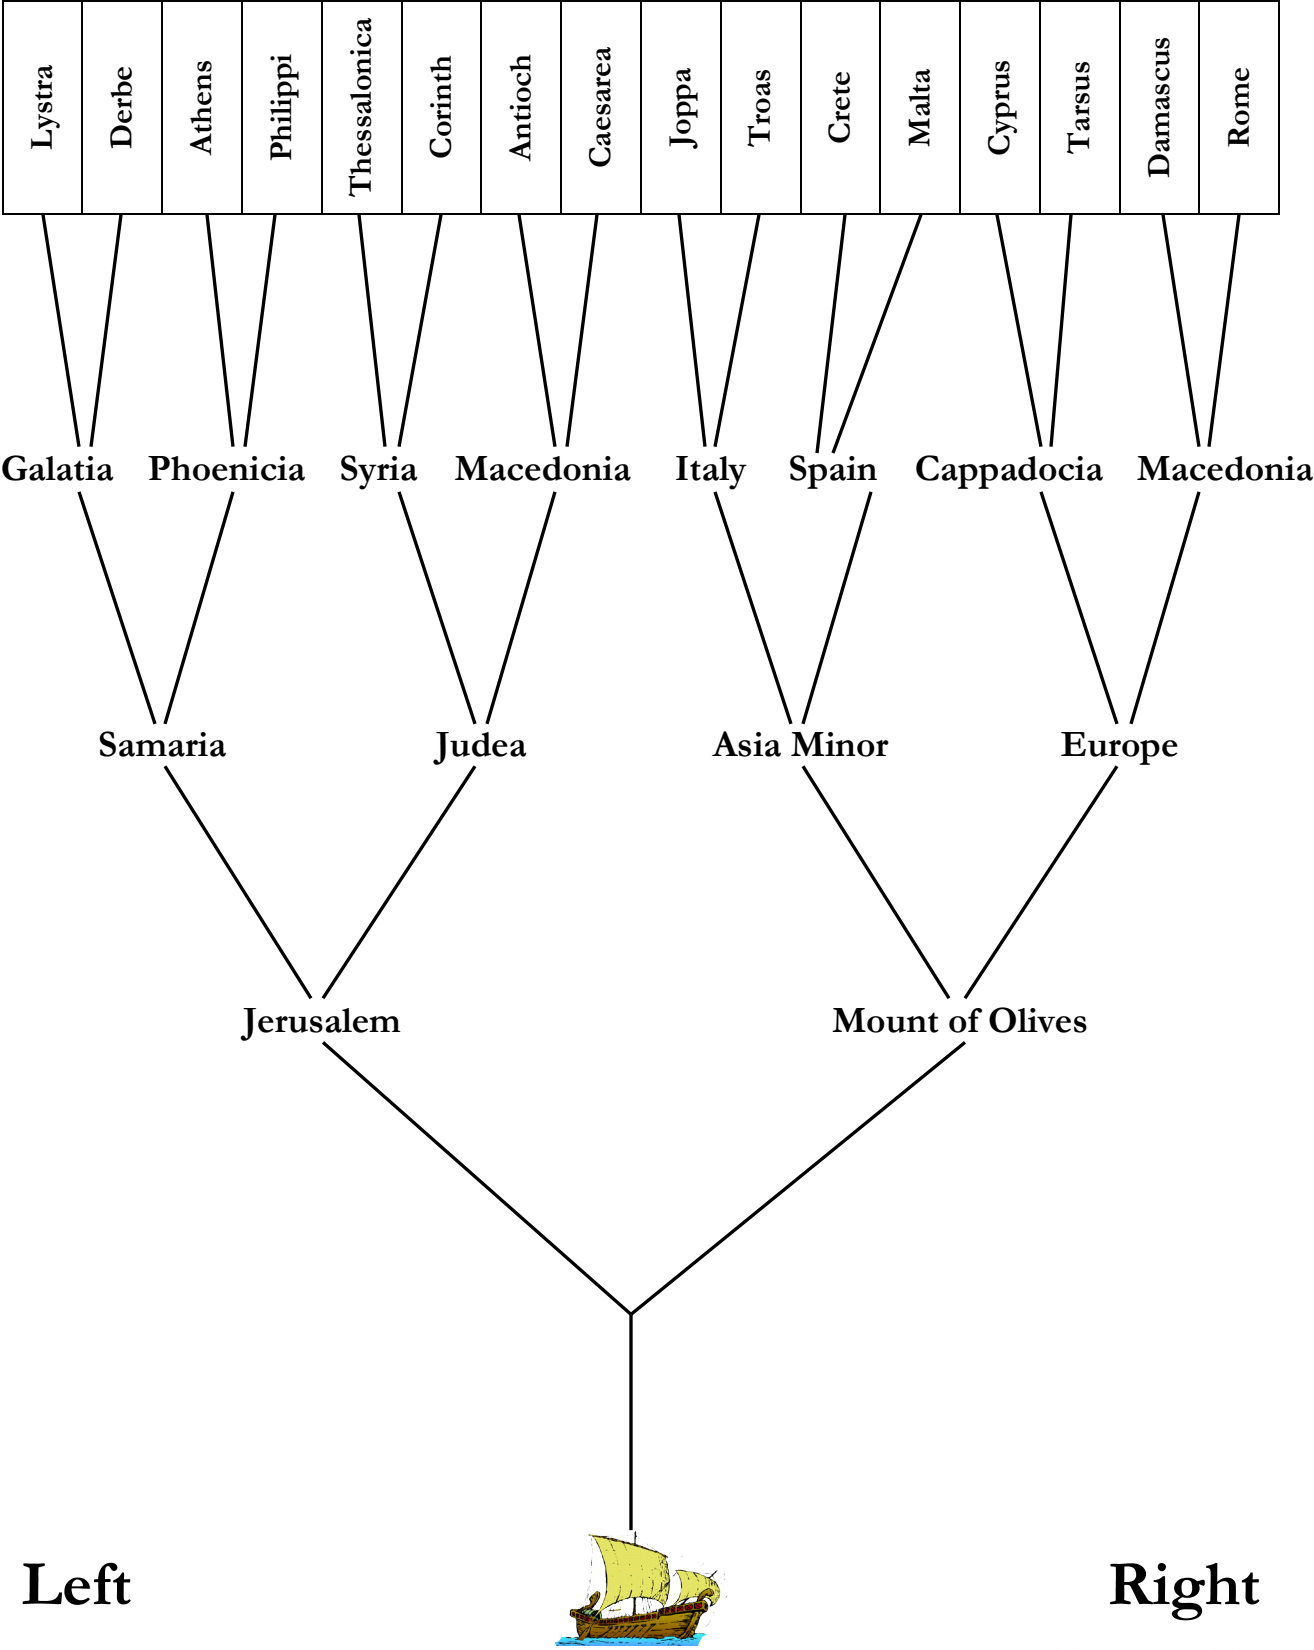 Lystra
Derbe
Athens
Philippi
Thessalonica
Corinth
Antioch
Caesarea
Joppa
Troas
Crete
Malta
Cyprus
Tarsus
Damascus
Rome
Galatia Phoenicia Syria Macedonia Italy Spain Cappadocia Macedonia
Samaria Judea Asia Minor Europe
Jerusalem Mount of Olives
Left Right